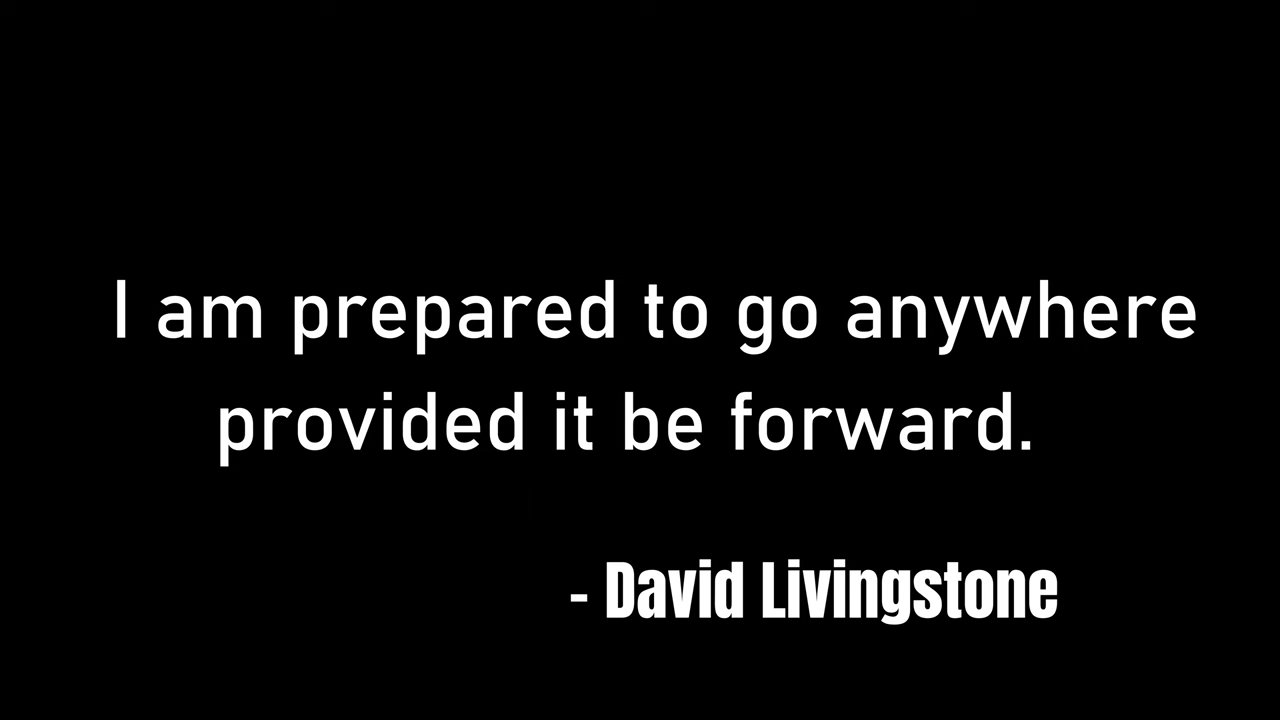 I am prepared to go anywhere
provided it be forward.
- David Livingstone